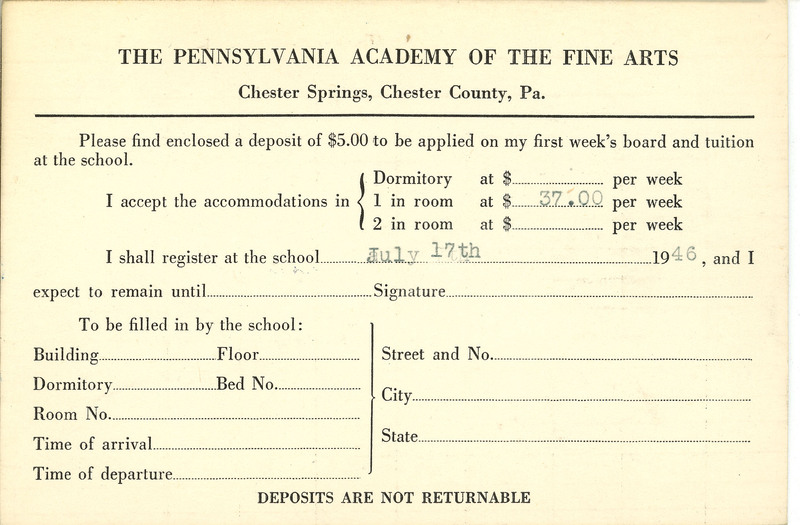 THE PENNSYLVANIA ACADEMY OF THE FINE ARTS
Chester Springs, Chester County, Pa.
Please find enclosed a deposit of $5.00 to be applied on my first week's board and tuition
at the school.
Dormitory at $ per week
I accept the accommodations in { 1 in room at $ 37.00 per week
2 in room at $ per week
I shall register at the school July 17th 1946, and I
expect to remain until Signature
To be filled in by the school:
Building Floor Street and No.
Dormitory Bed No.
City
Room No.
State
Time of arrival
Time of departure
DEPOSITS ARE NOT RETURNABLE